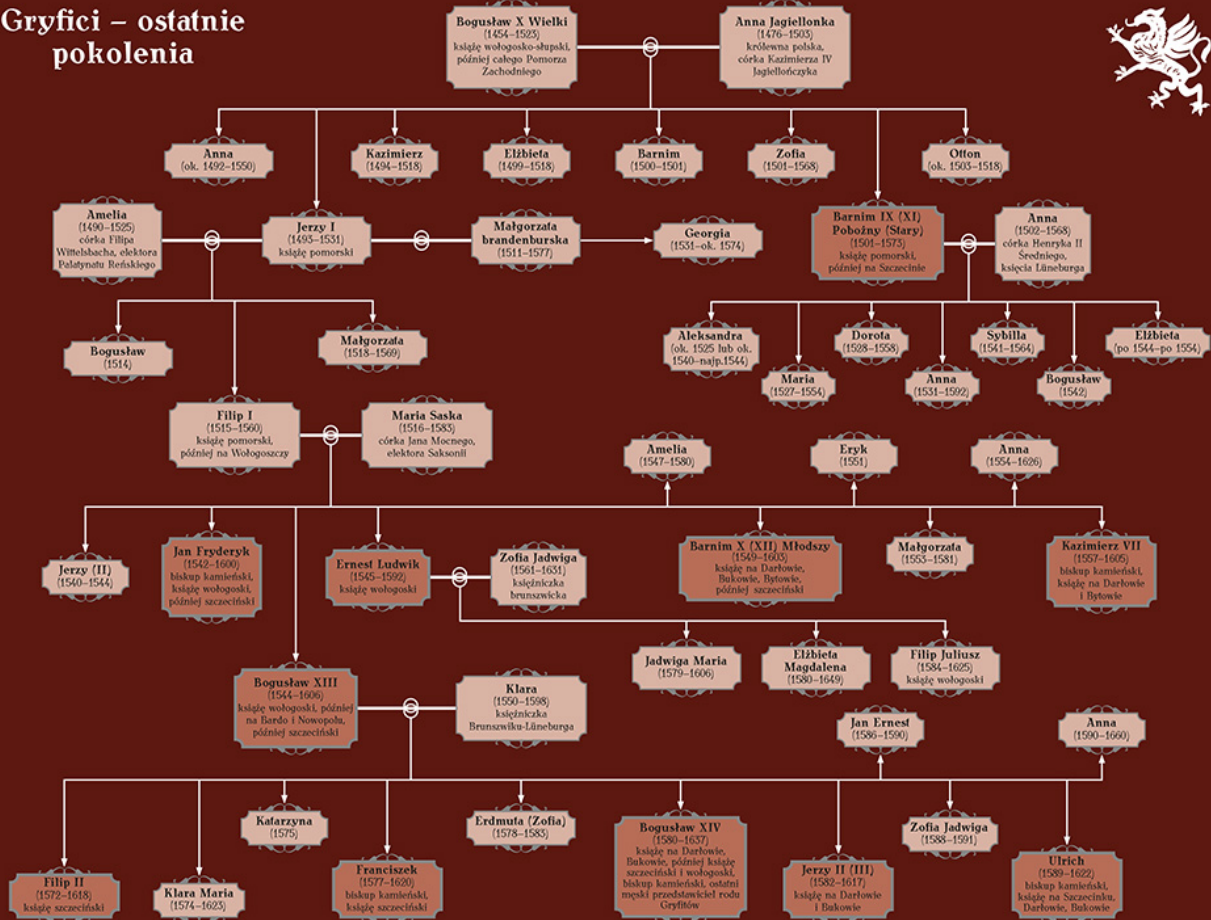 Gryfici – ostatnie
pokolenia
Bogusław X Wielki
(1454–1523)
książę wołogosko-słupski,
później całego Pomorza
Zachodniego
Anna Jagiellonka
(1476–1503)
królewna polska,
córka Kazimierza IV
Jagiellończyka
Anna
(ok. 1492–1550)
Kazimierz
(1494–1518)
Elżbieta
(1499–1518)
Barnim
(1500–1501)
Zofia
(1501–1568)
Otton
(ok. 1503–1518)
Amelia
(1490–1525)
córka Filipa
Wittelsbacha, elektora
Palatynatu Reńskiego
Jerzy I
(1493–1531)
książę pomorski
Małgorzata
brandenburska
(1511–1577)
Georgia
(1531–ok. 1574)
Barnim IX (XI)
Pobożny (Stary)
(1501–1573)
książę pomorski,
później na Szczecinie
Anna
(1502–1568)
córka Henryka II
Średniego,
księcia Lüneburga
Bogusław
(1514)
Małgorzata
(1518–1569)
Aleksandra
(ok. 1525 lub ok.
1540–najp.1544)
Maria
(1527–1554)
Dorota
(1528–1558)
Anna
(1531–1592)
Sybilla
(1541–1564)
Bogusław
(1542)
Elżbieta
(po 1544–po 1554)
Filip I
(1515–1560)
książę pomorski,
później na Wołogoszczy
Maria Saska
(1516–1583)
córka Jana Mocnego,
elektora Saksonii
Amelia
(1547–1580)
Eryk
(1551)
Anna
(1554–1626)
Jerzy (II)
(1540–1544)
Jan Fryderyk
(1542–1600)
biskup kamieński,
książę wołogoski,
później szczeciński
Ernest Ludwik
(1545–1592)
książę wołogoski
Zofia Jadwiga
(1561–1631)
księżniczka
brunszwicka
Barnim X (XII) Młodszy
(1549–1603)
książę na Darłowie,
Bukowie, Bytowie,
później szczeciński
Małgorzata
(1553–1581)
Kazimierz VII
(1557–1605)
biskup kamieński,
książę na Darłowie
i Bytowie
Jadwiga Maria
(1579–1606)
Elżbieta
Magdalena
(1580–1649)
Filip Juliusz
(1584–1625)
książę wołogoski
Bogusław XIII
(1544–1606)
książę wołogoski, później
na Bardo i Nowopolu,
później szczeciński
Klara
(1550–1598)
księżniczka
Brunszwiku-Lüneburga
Jan Ernest
(1586–1590)
Anna
(1590–1660)
Filip II
(1572–1618)
biskup kamieński,
książę szczeciński
Klara Maria
(1574–1623)
Katarzyna
(1575)
Franciszek
(1577–1620)
biskup kamieński,
książę szczeciński
Erdmuta (Zofia)
(1578–1583)
Bogusław XIV
(1580–1637)
książę na Darłowie,
Bukowie, później książę
szczeciński i wołogoski,
biskup kamieński, ostatni
męski przedstawiciel rodu
Gryfitów
Jerzy II (III)
(1582–1617)
książę na Darłowie
i Bukowie
Zofia Jadwiga
(1588–1591)
Ulrich
(1589–1622)
biskup kamieński,
książę na Szczecinku,
Darłowie, Bukowie